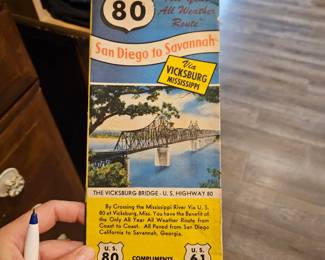 80
All Weather
Route"
San Diego to Savannah
Via
VICKSBURG
MISSISSIPPI
THE VICKSBURG BRIDGE - U. S. HIGHWAY 80
By Crossing the Mississippi River Via U. S.
80 at Vicksburg, Miss. You have the Benefit of
the Only All Year All Weather Route from
Coast to Coast. All Paved from San Diego
California to Savannah, Georgia.
U. S.
80
COMPLIMENTS
U. S.
61